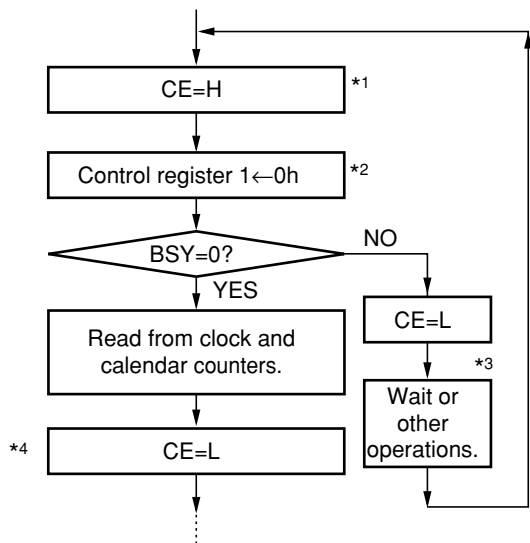 CE=H
*1
Control register 1←0h
*2
BSY=0?
NO
YES
Read from clock and
calendar counters.
CE=L
*3
Wait or
other
operations.
*4
CE=L